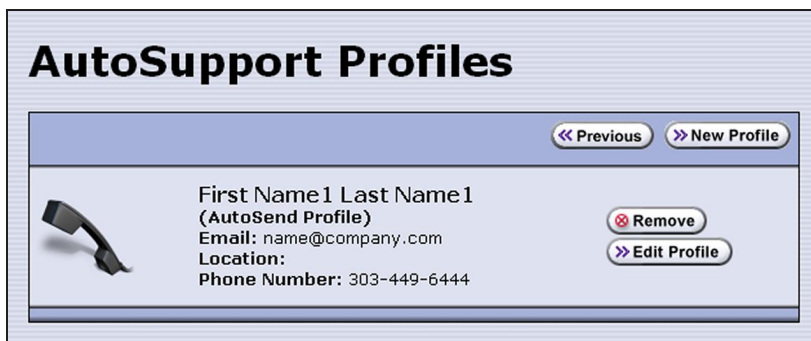 AutoSupport Profiles
Previous New Profile
First Name1 Last Name1
(AutoSend Profile)
Remove
Email: name@company.com
Location:
Edit Profile
Phone Number: 303-449-6444